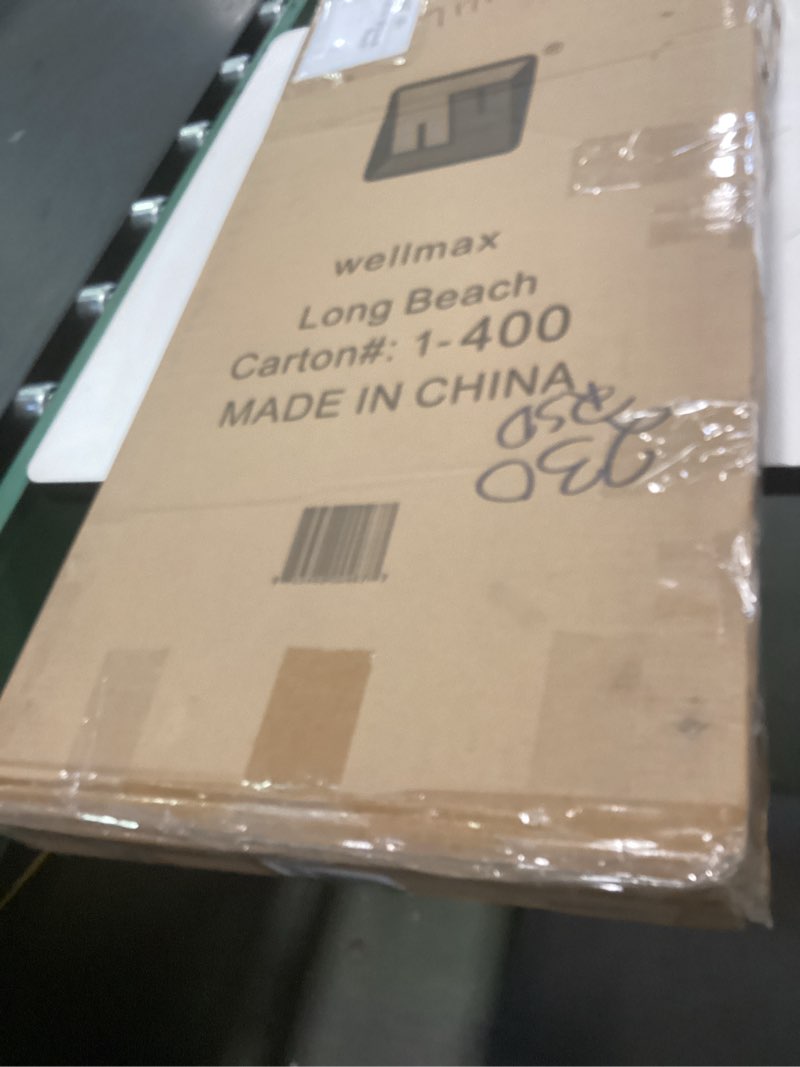 wellmax
Long Beach
Carton#: 1-400
MADE IN CHINA